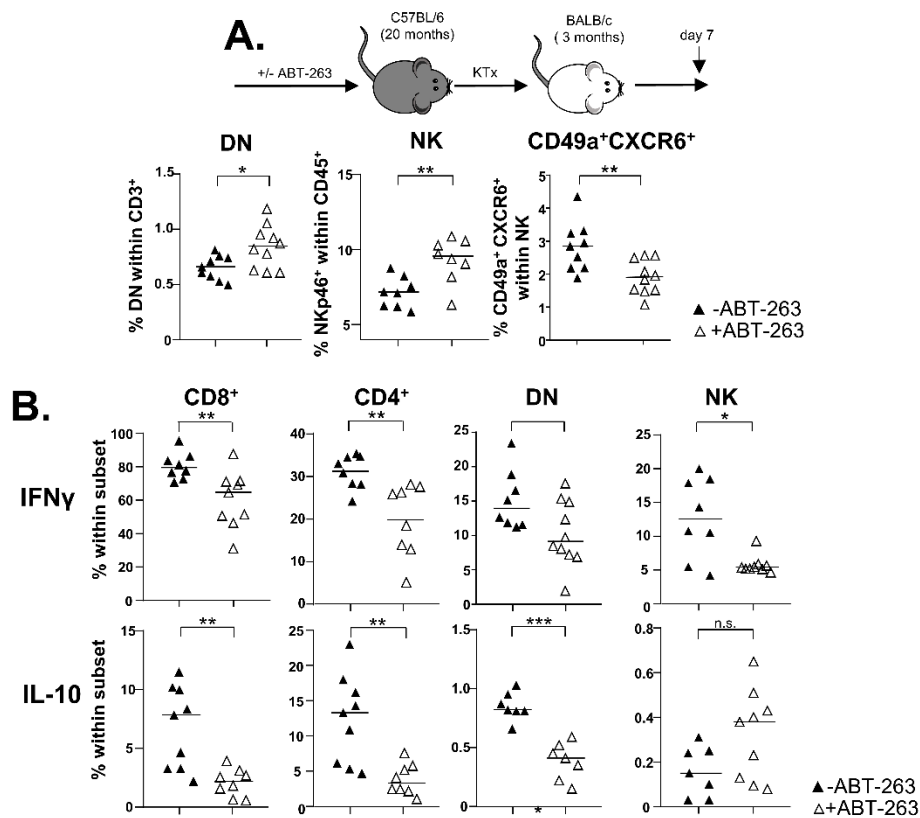 A.
C57BL/6
(20 months)
BALB/c
( 3 months)
day 7
+/- ABT-263
KTx
DN
NK
CD49a⁺CXCR6⁺
*
**
**
% DN within CD3⁺
1.5
1.0
0.5
0
% NKp46⁺ within CD45⁺
15
10
5
% CD49a⁺ CXCR6⁺
within NK
5
4
3
2
1
0
▲ -ABT-263
△ +ABT-263
B.
CD8⁺
CD4⁺
DN
NK
IFNγ
% within subset
**
100
80
60
40
20
0
**
40
30
20
10
0
25
20
15
10
5
0
*
25
20
15
10
5
0
IL-10
% within subset
**
15
10
5
0
**
25
20
15
10
5
0
***
1.5
1.0
0.5
0
*
n.s.
0.8
0.6
0.4
0.2
0
▲ -ABT-263
△ +ABT-263